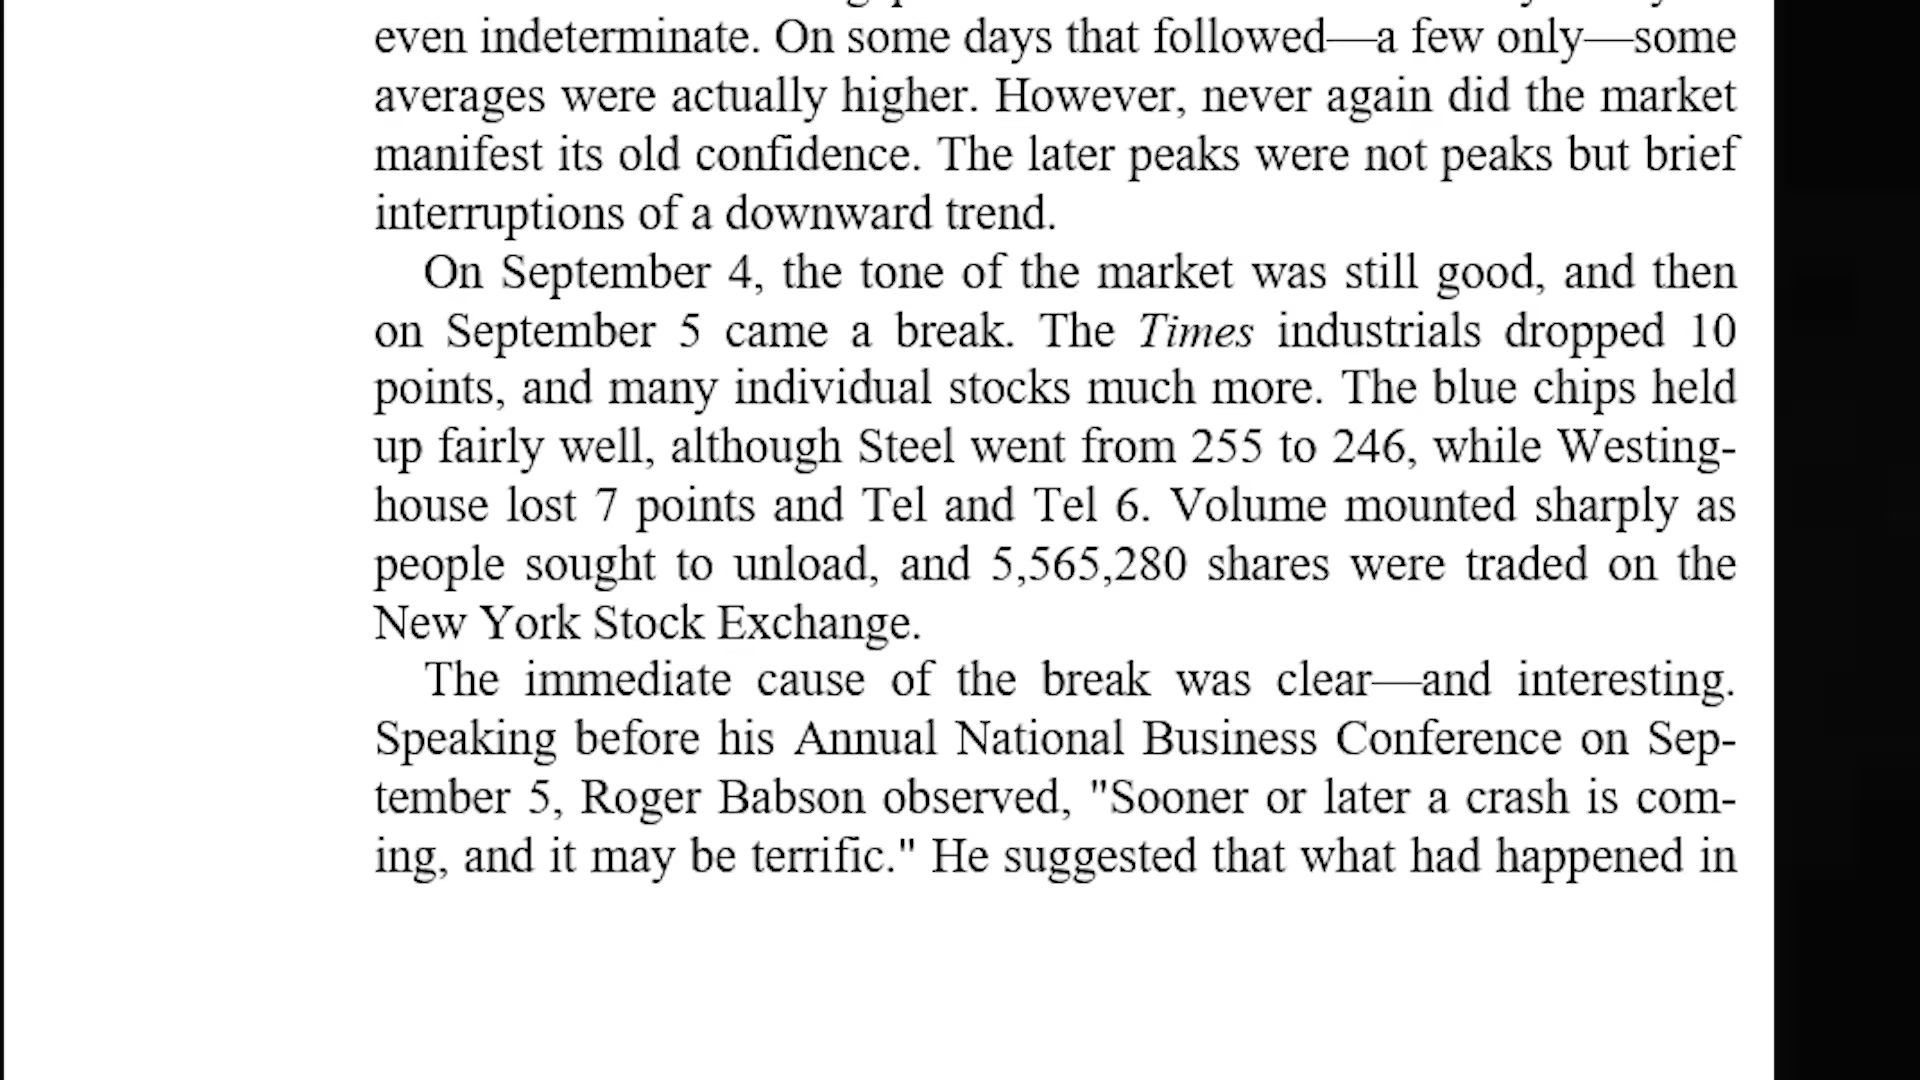 even indeterminate. On some days that followed—a few only—some
averages were actually higher. However, never again did the market
manifest its old confidence. The later peaks were not peaks but brief
interruptions of a downward trend.
On September 4, the tone of the market was still good, and then
on September 5 came a break. The Times industrials dropped 10
points, and many individual stocks much more. The blue chips held
up fairly well, although Steel went from 255 to 246, while Westing-
house lost 7 points and Tel and Tel 6. Volume mounted sharply as
people sought to unload, and 5,565,280 shares were traded on the
New York Stock Exchange.
The immediate cause of the break was clear—and interesting.
Speaking before his Annual National Business Conference on Sep-
tember 5, Roger Babson observed, "Sooner or later a crash is com-
ing, and it may be terrific." He suggested that what had happened in